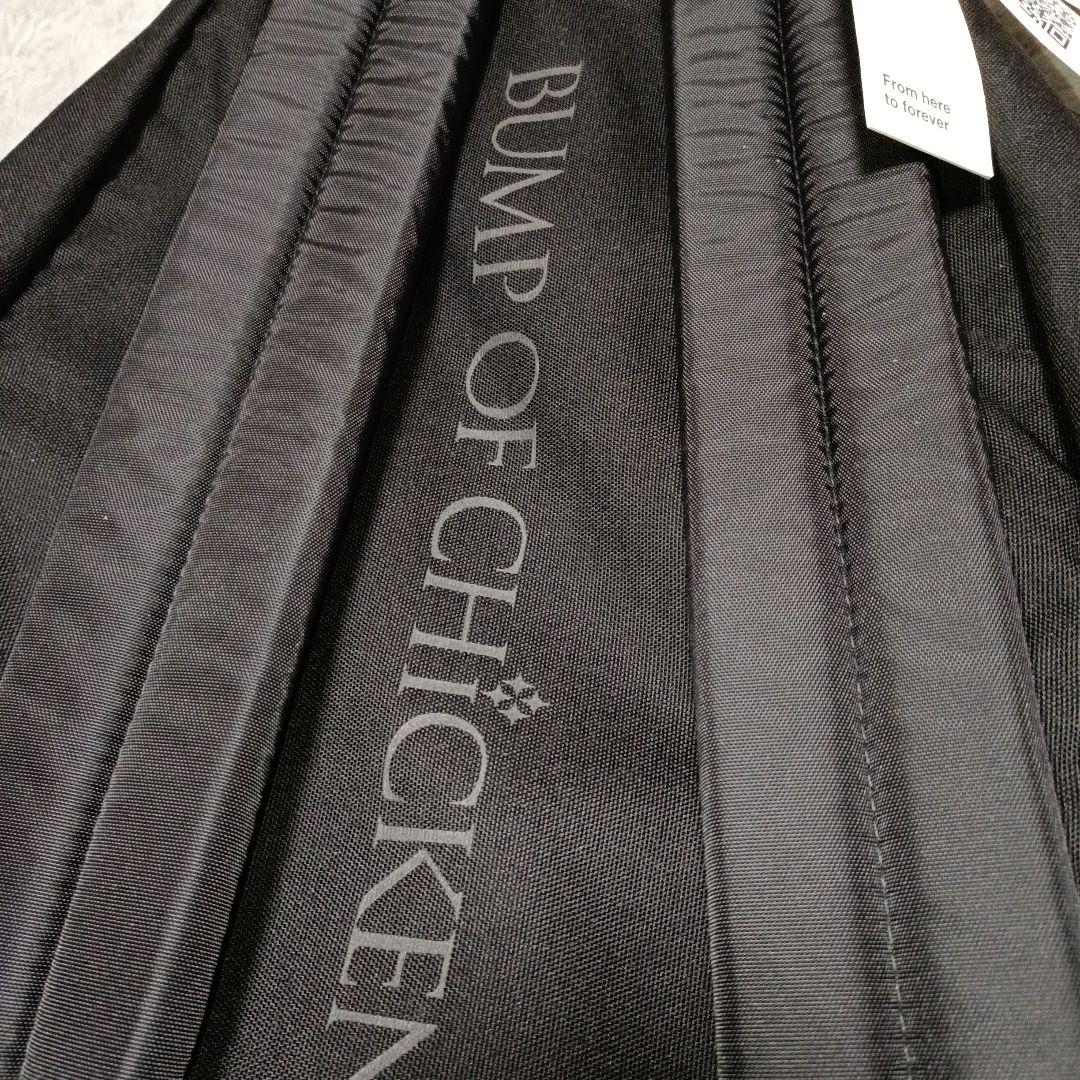 BUMP OF CHICKEN
From here
to forever